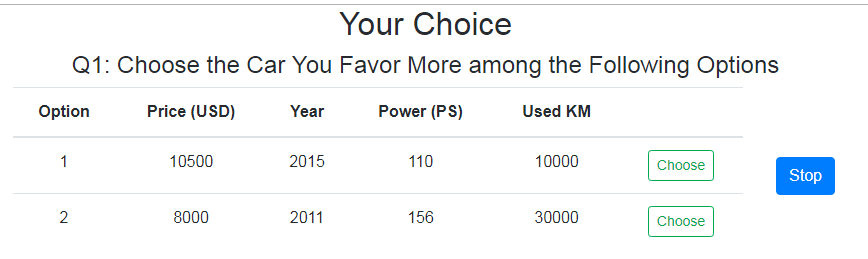 Your Choice
Q1: Choose the Car You Favor More among the Following Options
Option Price (USD) Year Power (PS) Used KM
1 10500 2015 110 10000 Choose
Stop
2 8000 2011 156 30000 Choose